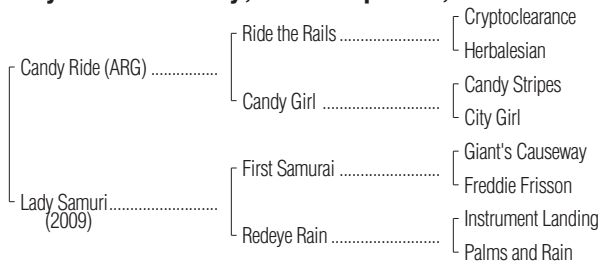 Cryptoclearance
Ride the Rails
Herbalesian
Candy Ride (ARG)
Candy Stripes
Candy Girl
City Girl
Giant's Causeway
First Samurai
Freddie Frisson
Lady Samuri
(2009)
Instrument Landing
Redeye Rain
Palms and Rain